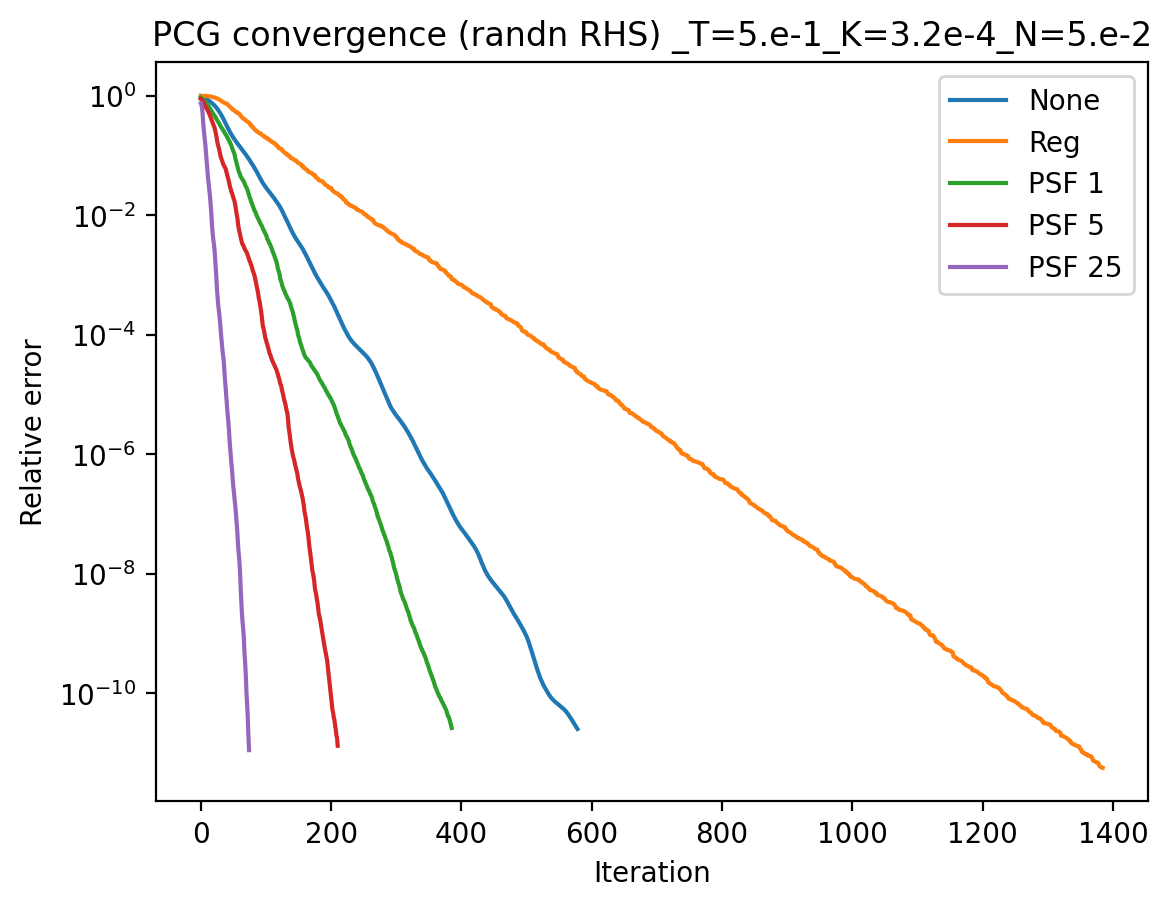 PCG convergence (randn RHS) _T=5.e-1_K=3.2e-4_N=5.e-2
None
Reg
PSF 1
PSF 5
PSF 25
Relative error
10⁰
10⁻²
10⁻⁴
10⁻⁶
10⁻⁸
10⁻¹⁰
0 200 400 600 800 1000 1200 1400
Iteration